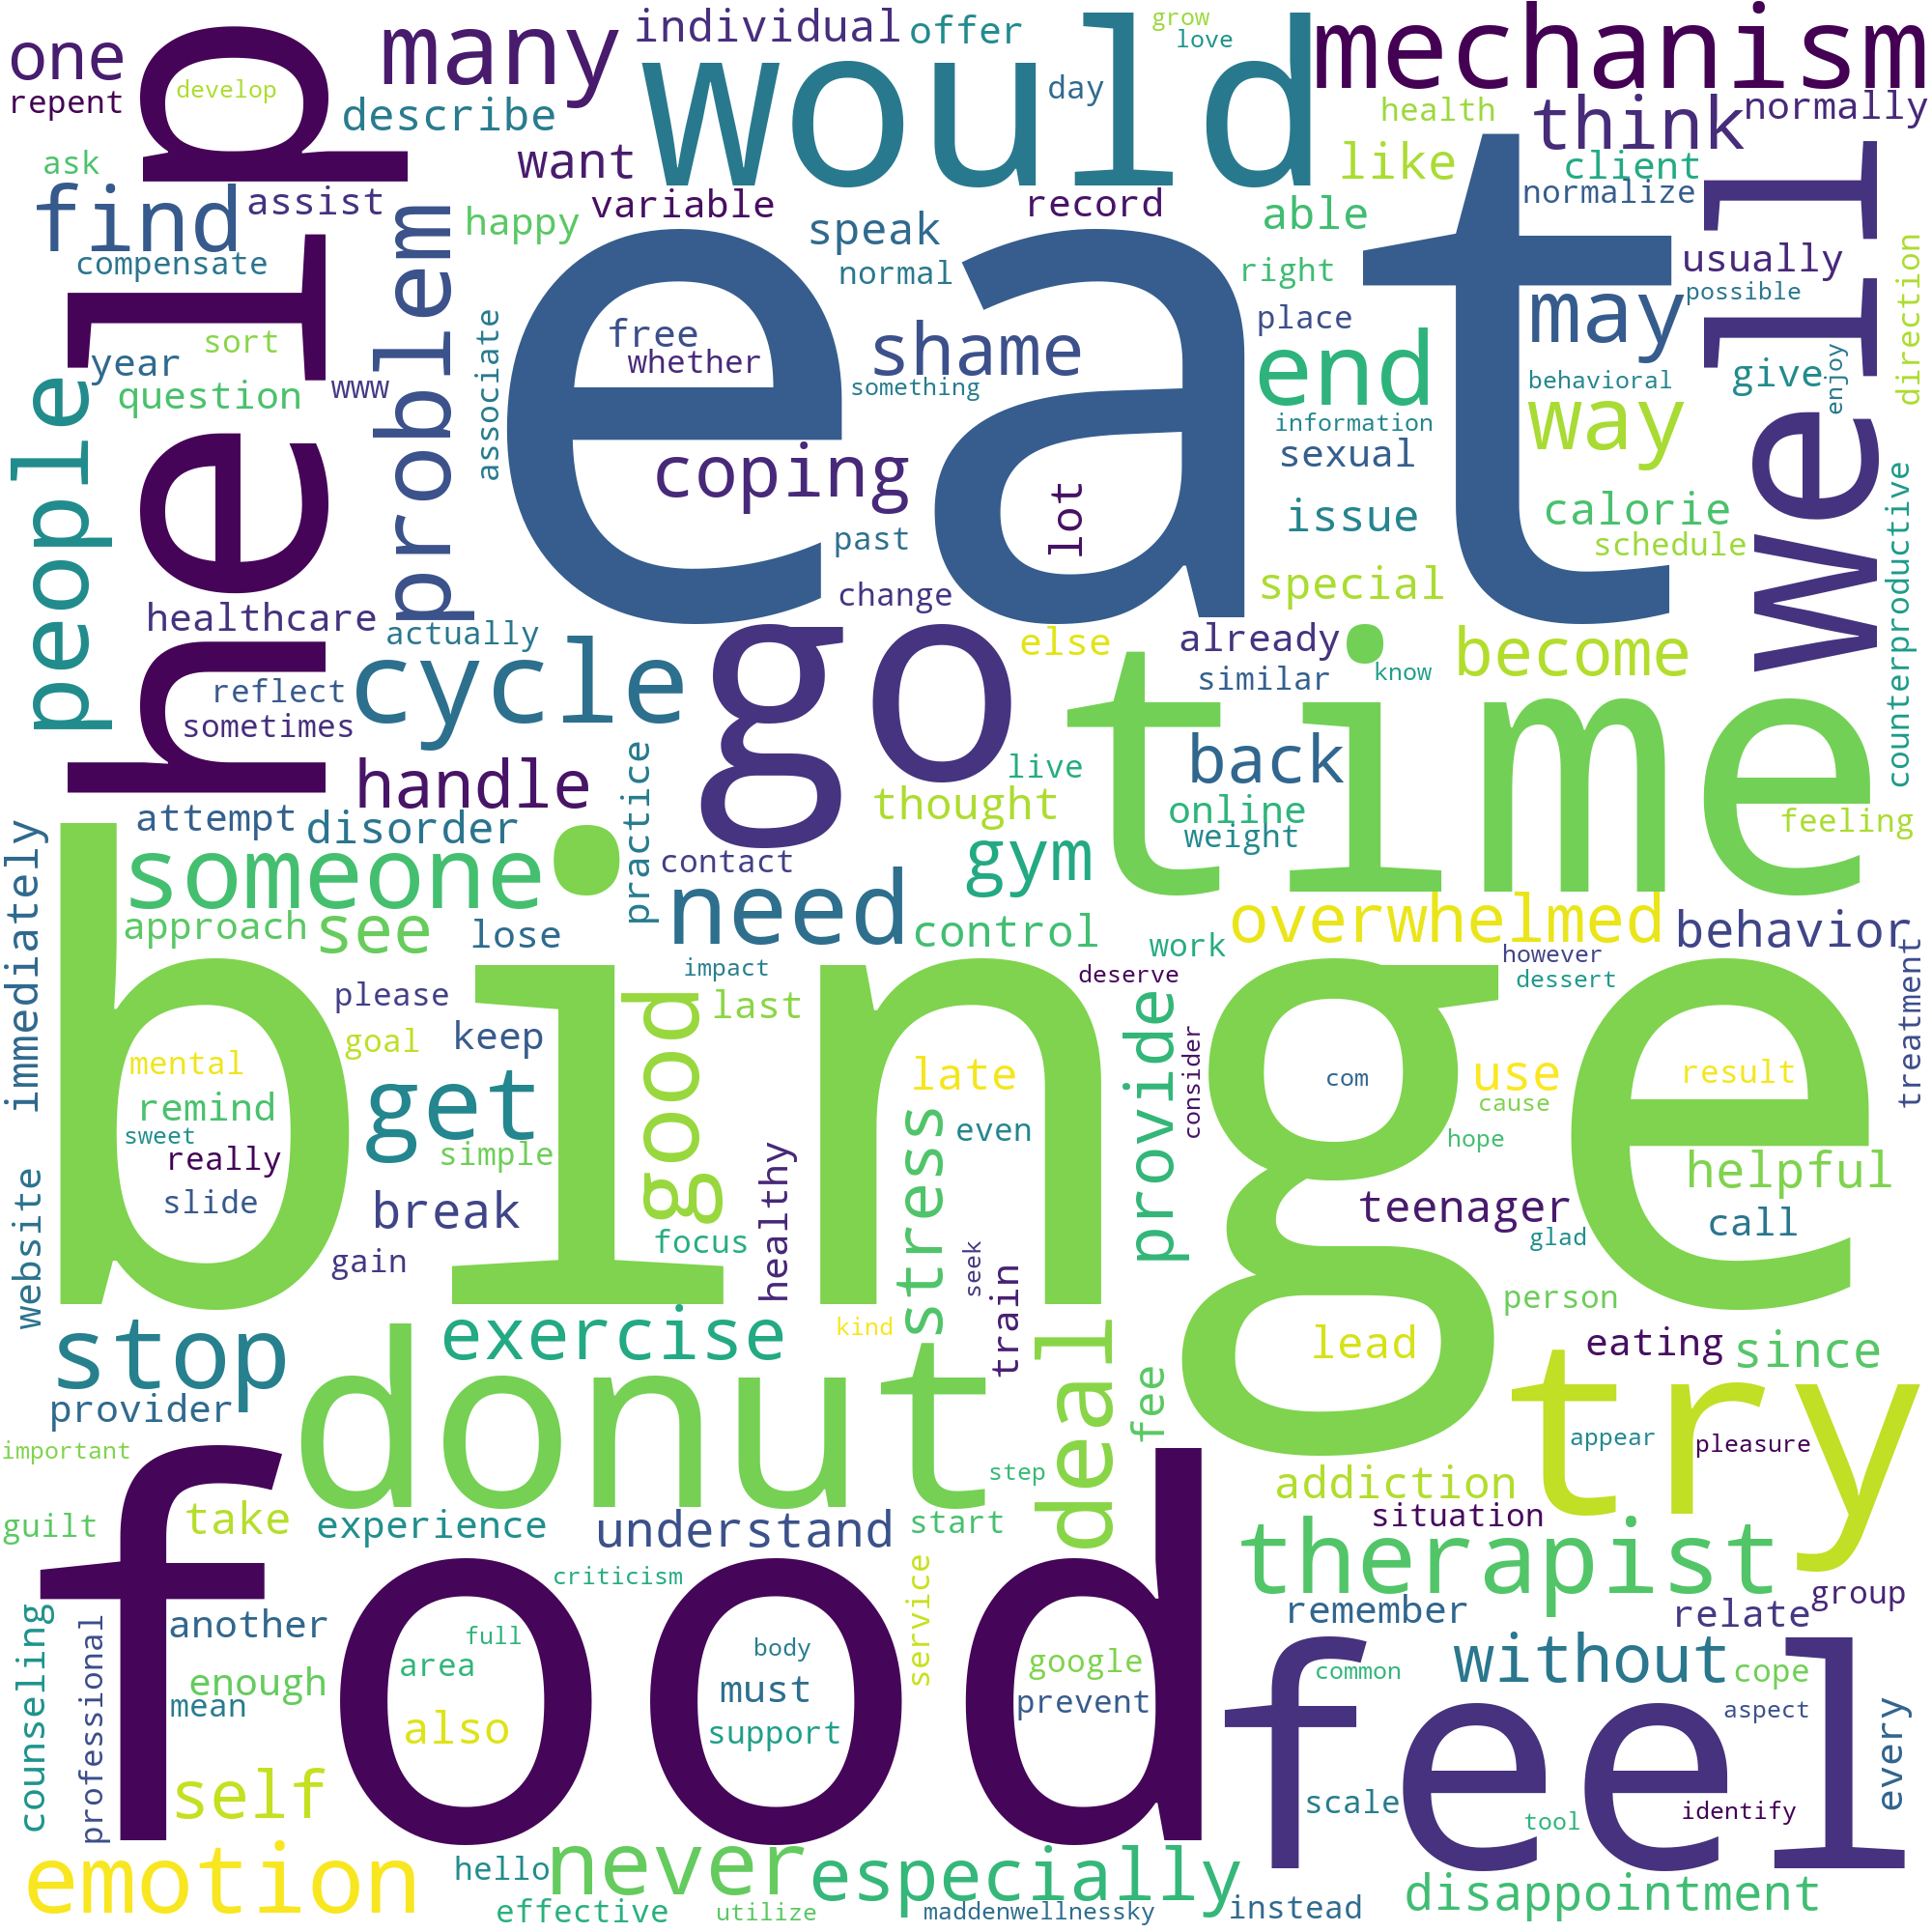 one
many
individual
offer
grow
love
mechanism
repent
develop
describe
would
day
health
think
normally
ask
want
like
client
find
assist
help
problem
happy
variable
speak
record
able
normalize
well
compensate
eat
normal
right
usually
may
possible
direction
year
sort
www
associate
free
whether
shame
something
place
end
behavioral
give
enjoy
people
question
coping
lot
information
sexual
way
past
issue
calorie
schedule
counterproductive
healthcare
change
special
actually
cycle
go
else
already
similar
time
know
become
reflect
sometimes
handle
practice
live
back
attempt
disorder
thought
online
weight
feeling
immediately
someone
contact
gym
approach
see
lose
need
control
work
overwhelmed
behavior
however
dessert
treatment
binge
impact
deserve
please
good
last
provide
consider
mental
goal
keep
late
com
use
result
cause
remind
get
stress
even
hope
sweet
really
simple
helpful
website
slide
break
healthy
focus
seek
teenager
call
glad
gain
train
person
stop
exercise
kind
deal
lead
eating
since
provider
donut
fee
try
important
food
step
appear
pleasure
addiction
guilt
take
experience
understand
start
situation
therapist
criticism
service
counseling
professional
another
full
body
remember
relate
group
enough
area
google
feel
common
without
cope
mean
must
prevent
aspect
also
support
every
self
scale
tool
identify
emotion
hello
never
especially
disappointment
effective
utilize
maddenwellnessky
instead